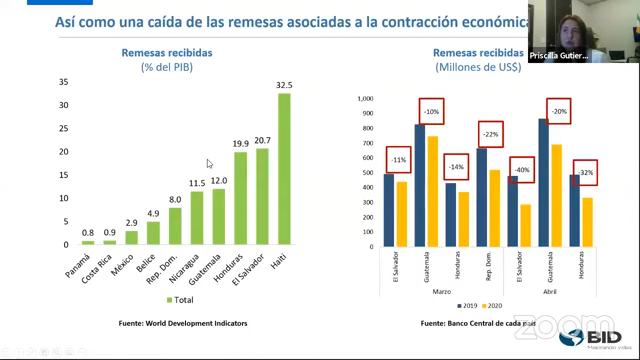 Así como una caída de las remesas asociadas a la contracción económica
Priscilla Gutier...
Remesas recibidas
(% del PIB)
35
30
25
20
15
10
5
0
0.8
0.9
2.9
4.9
8.0
11.5
12.0
19.9
20.7
32.5
Panamá
Costa Rica
México
Belice
Rep. Dom.
Nicaragua
Guatemala
Honduras
El Salvador
Haití
Total
Fuente: World Development Indicators
Remesas recibidas
(Millones de US$)
1,000
900
800
700
600
500
400
300
200
100
0
-11%
-10%
-14%
-22%
-40%
-20%
-32%
El Salvador
Guatemala
Honduras
Rep. Dom.
El Salvador
Guatemala
Honduras
Marzo
Abril
2019
2020
Fuente: Banco Central de cada país
zoom
BID